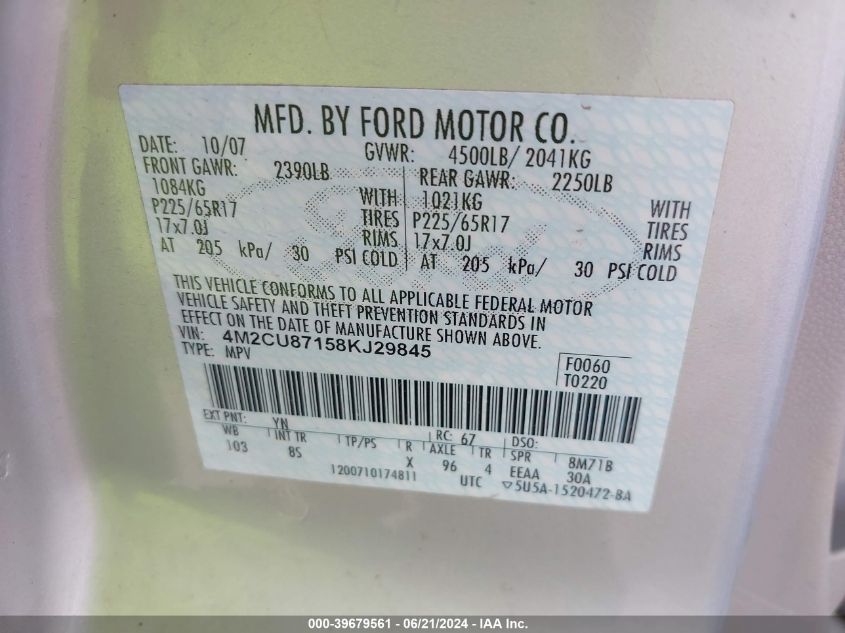 MFD. BY FORD MOTOR CO.
DATE: 10/07 GVWR: 4500LB/ 2041KG
FRONT GAWR: 2390LB REAR GAWR: 2250LB
1084KG WITH 1021KG WITH
P225/65R17 TIRES P225/65R17 TIRES
17x7.0J RIMS 17x7.0J RIMS
AT 205 kPa/ 30 PSI COLD AT 205 kPa/ 30 PSI COLD
THIS VEHICLE CONFORMS TO ALL APPLICABLE FEDERAL MOTOR
VEHICLE SAFETY AND THEFT PREVENTION STANDARDS IN
EFFECT ON THE DATE OF MANUFACTURE SHOWN ABOVE.
VIN: 4M2CU87158KJ29845
TYPE: MPV
F0060
T0220
EXT PNT: YN RC: 67 DSO:
WB INT TR TP/PS R AXLE TR SPR 8M71B
103 85 X 96 4 EEAA 30A
1200710174811 UTC ▽5U5A-1520472-BA
000-39679561 - 06/21/2024 - IAA Inc.